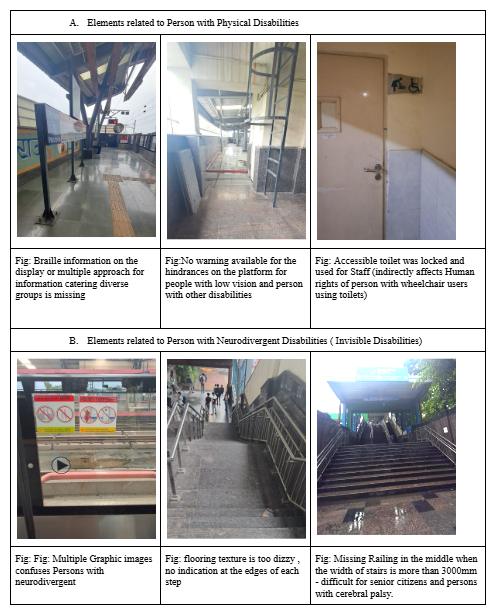 A. Elements related to Person with Physical Disabilities
Fig: Braille information on the
display or multiple approach for
information catering diverse
groups is missing
Fig:No warning available for the
hindrances on the platform for
people with low vision and person
with other disabilities
Fig: Accessible toilet was locked and
used for Staff (indirectly affects Human
rights of person with wheelchair users
using toilets)
B. Elements related to Person with Neurodivergent Disabilities ( Invisible Disabilities)
Fig: Fig: Multiple Graphic images
confuses Persons with
neurodivergent
Fig: flooring texture is too dizzy ,
no indication at the edges of each
step
Fig: Missing Railing in the middle when
the width of stairs is more than 3000mm
- difficult for senior citizens and persons
with cerebral palsy.